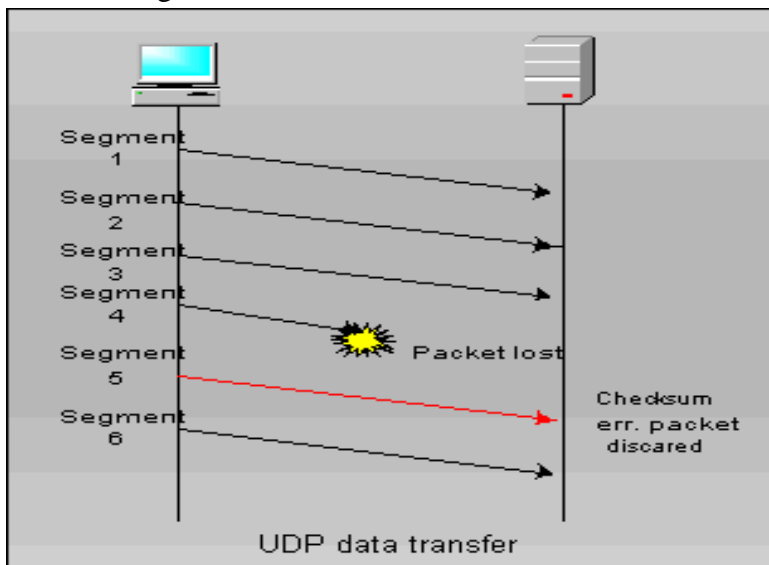 Segment
1
Segment
2
Segment
3
Segment
4
Packet lost
Segment
5
Checksum
err. packet
discared
Segment
6
UDP data transfer